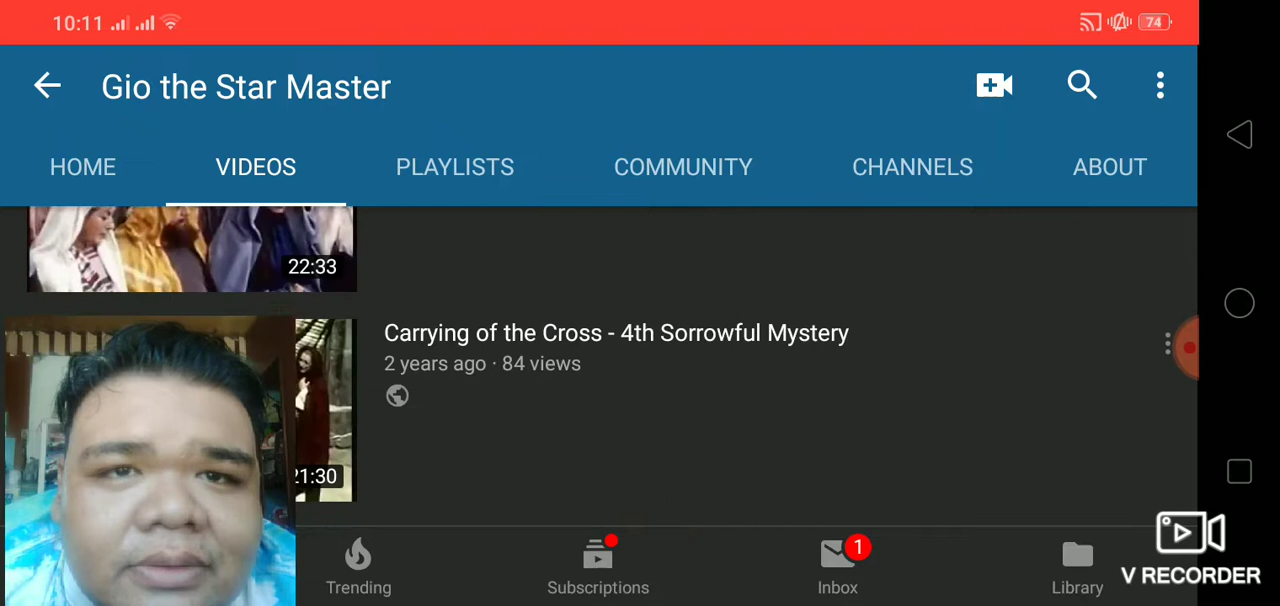 10:11
74
Gio the Star Master
HOME VIDEOS PLAYLISTS COMMUNITY CHANNELS ABOUT
22:33
Carrying of the Cross - 4th Sorrowful Mystery
2 years ago · 84 views
21:30
1
Trending Subscriptions Inbox Library
V RECORDER